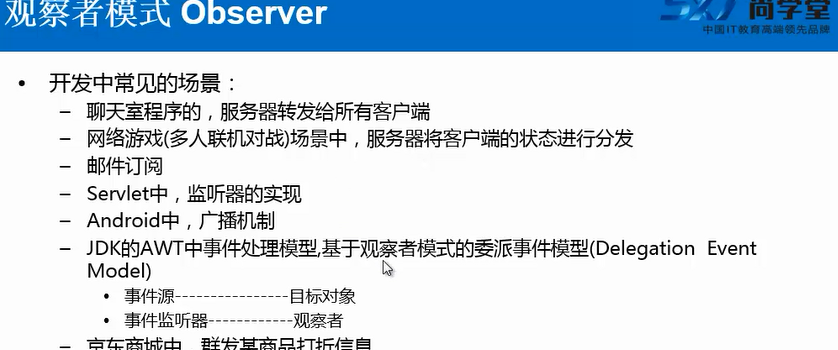 观察者模式 Observer
尚学堂
中国IT教育高端领先品牌
• 开发中常见的场景：
– 聊天室程序的，服务器转发给所有客户端
– 网络游戏(多人联机对战)场景中，服务器将客户端的状态进行分发
– 邮件订阅
– Servlet中，监听器的实现
– Android中，广播机制
– JDK的AWT中事件处理模型,基于观察者模式的委派事件模型(Delegation Event
Model)
• 事件源----------------目标对象
• 事件监听器------------观察者
– 京东商城中，群发某商品打折信息